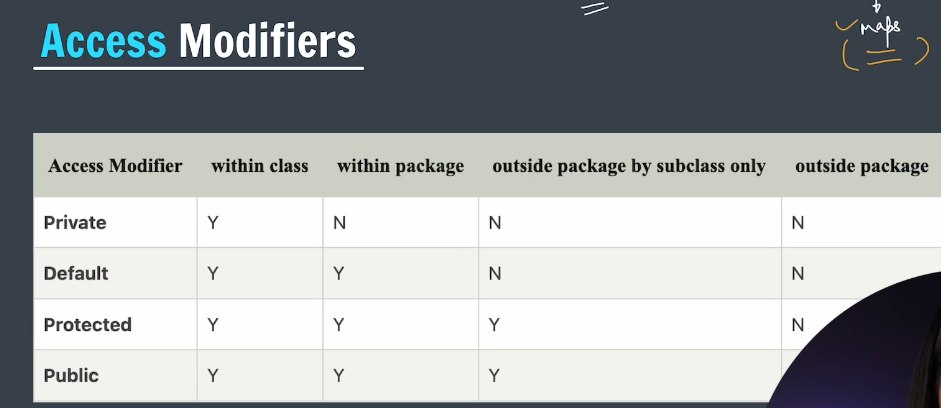 maps
Access Modifiers
Access Modifier within class within package outside package by subclass only outside package
Private Y N N N
Default Y Y N N
Protected Y Y Y N
Public Y Y Y